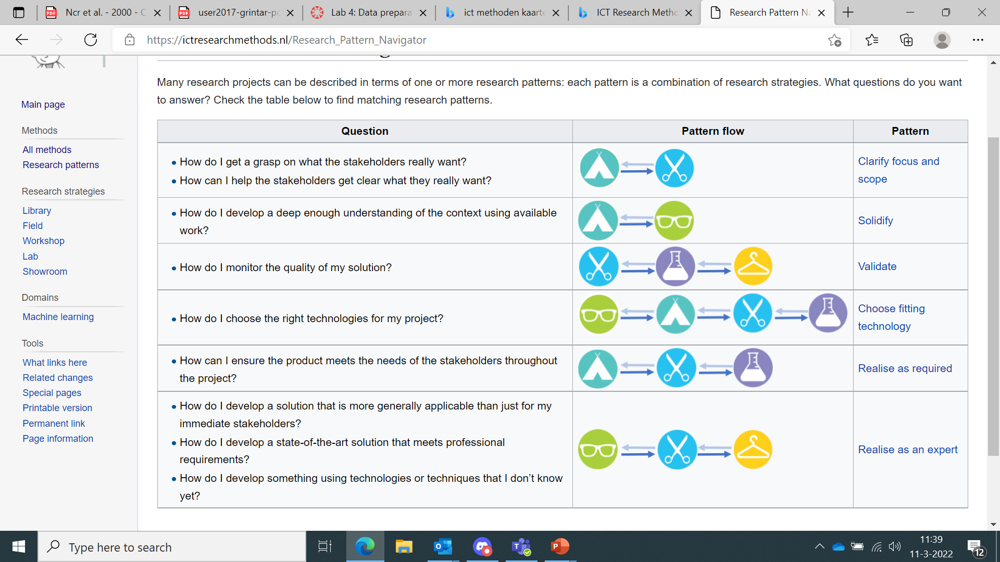 Ncr et al. - 2000 - C
user2017-grintar-po
Lab 4: Data prepara
ict methoden kaarte
ICT Research Metho
Research Pattern Na
https://ictresearchmethods.nl/Research_Pattern_Navigator
Many research projects can be described in terms of one or more research patterns: each pattern is a combination of research strategies. What questions do you want
to answer? Check the table below to find matching research patterns.
Main page
Methods
All methods
Research patterns
Research strategies
Library
Field
Workshop
Lab
Showroom
Domains
Machine learning
Tools
What links here
Related changes
Special pages
Printable version
Permanent link
Page information
Question
Pattern flow
Pattern
• How do I get a grasp on what the stakeholders really want?
• How can I help the stakeholders get clear what they really want?
Clarify focus and
scope
• How do I develop a deep enough understanding of the context using available
work?
Solidify
• How do I monitor the quality of my solution?
Validate
• How do I choose the right technologies for my project?
Choose fitting
technology
• How can I ensure the product meets the needs of the stakeholders throughout
the project?
Realise as required
• How do I develop a solution that is more generally applicable than just for my
immediate stakeholders?
• How do I develop a state-of-the-art solution that meets professional
requirements?
• How do I develop something using technologies or techniques that I don’t know
yet?
Realise as an expert
Type here to search
11:39
11-3-2022
12